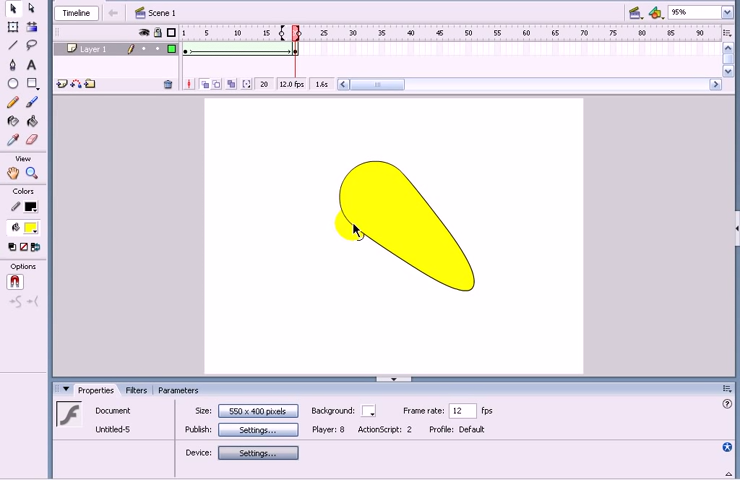 Timeline
Scene 1
95%
1 5 10 15 25 30 35 40 45 50 55 60 65 70 75 80 85 90
Layer 1
20 12.0 fps 1.6s
View
Colors
Options
Properties Filters Parameters
Document Size: 550 x 400 pixels Background: Frame rate: 12 fps
Untitled-5 Publish: Settings... Player: 8 ActionScript: 2 Profile: Default
Device: Settings...